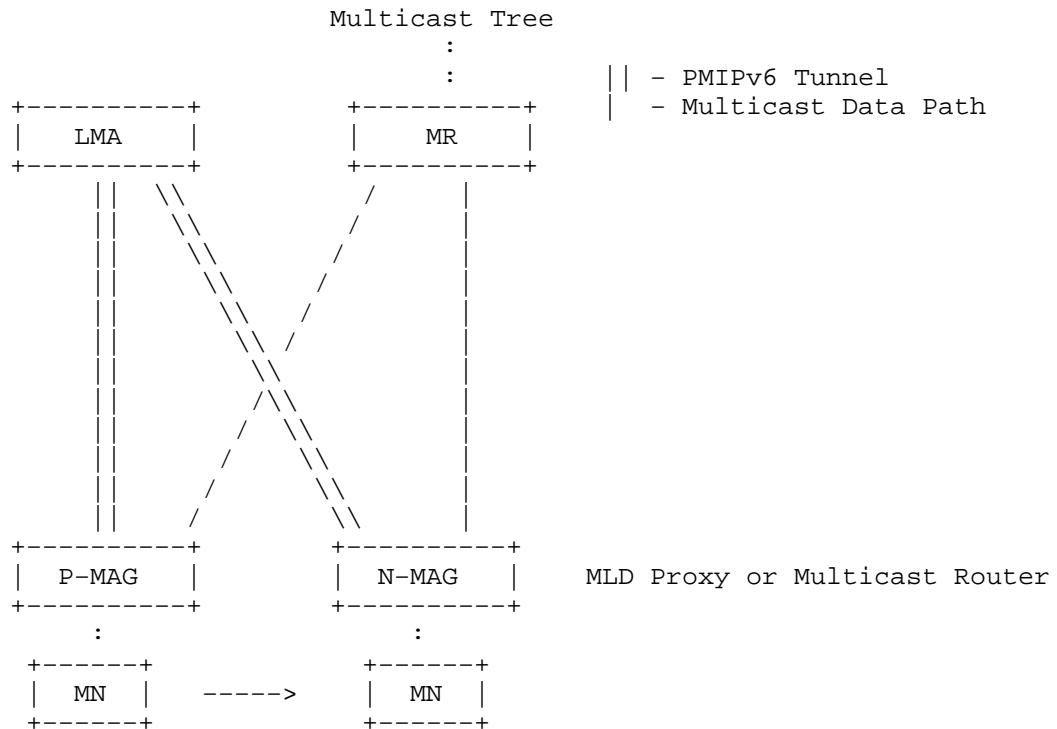 Multicast Tree
:
: || - PMIPv6 Tunnel
| - Multicast Data Path
LMA MR
P-MAG N-MAG MLD Proxy or Multicast Router
: :
MN -----> MN